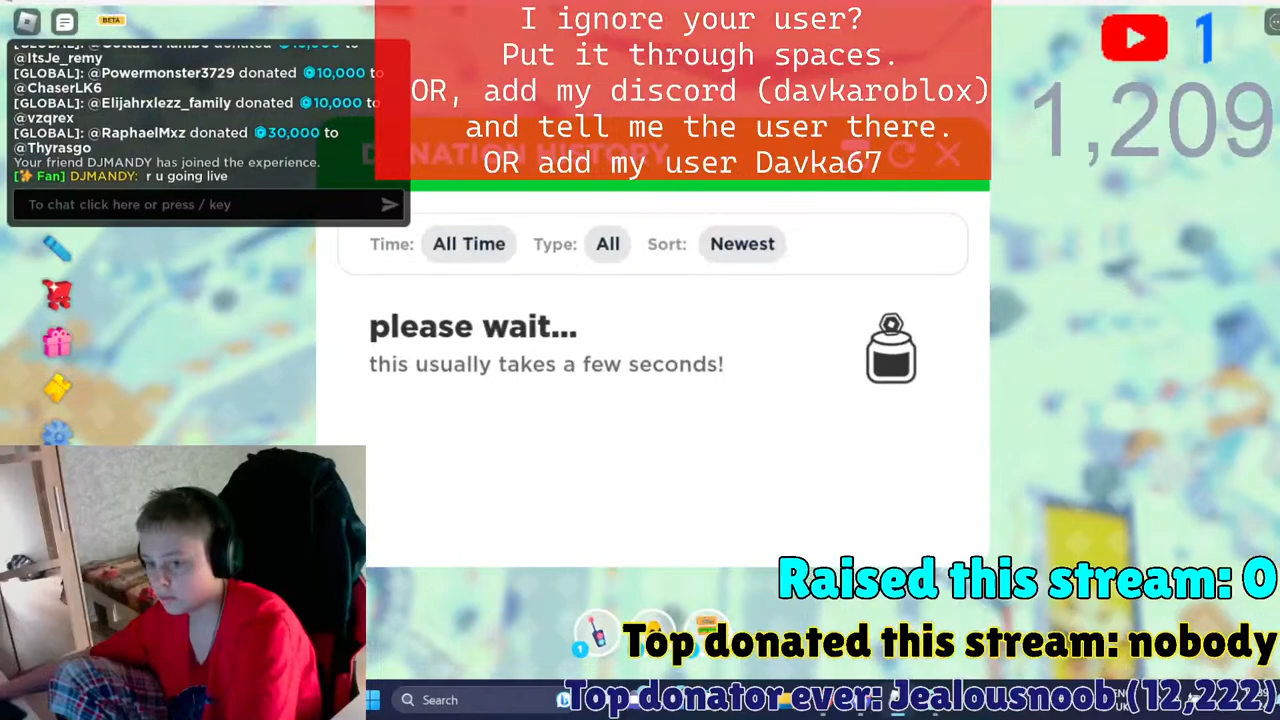 BETA
@ItsJe_remy
[GLOBAL]: @Powermonster3729 donated 10,000 to
@ChaserLK6
[GLOBAL]: @Elijahrxlezz_family donated 10,000 to
@vzqrex
[GLOBAL]: @RaphaelMxz donated 30,000 to
@Thyrasgo
Your friend DJMANDY has joined the experience.
[✨ Fan] DJMANDY: r u going live
To chat click here or press / key
I ignore your user?
Put it through spaces.
OR, add my discord (davkaroblox)
and tell me the user there.
OR add my user Davka67
DONATION HISTORY
1
1,209
Time: All Time Type: All Sort: Newest
please wait...
this usually takes a few seconds!
Raised this stream: 0
1
Top donated this stream: nobody
Search
Top donator ever: Jealousnoob (12,222)